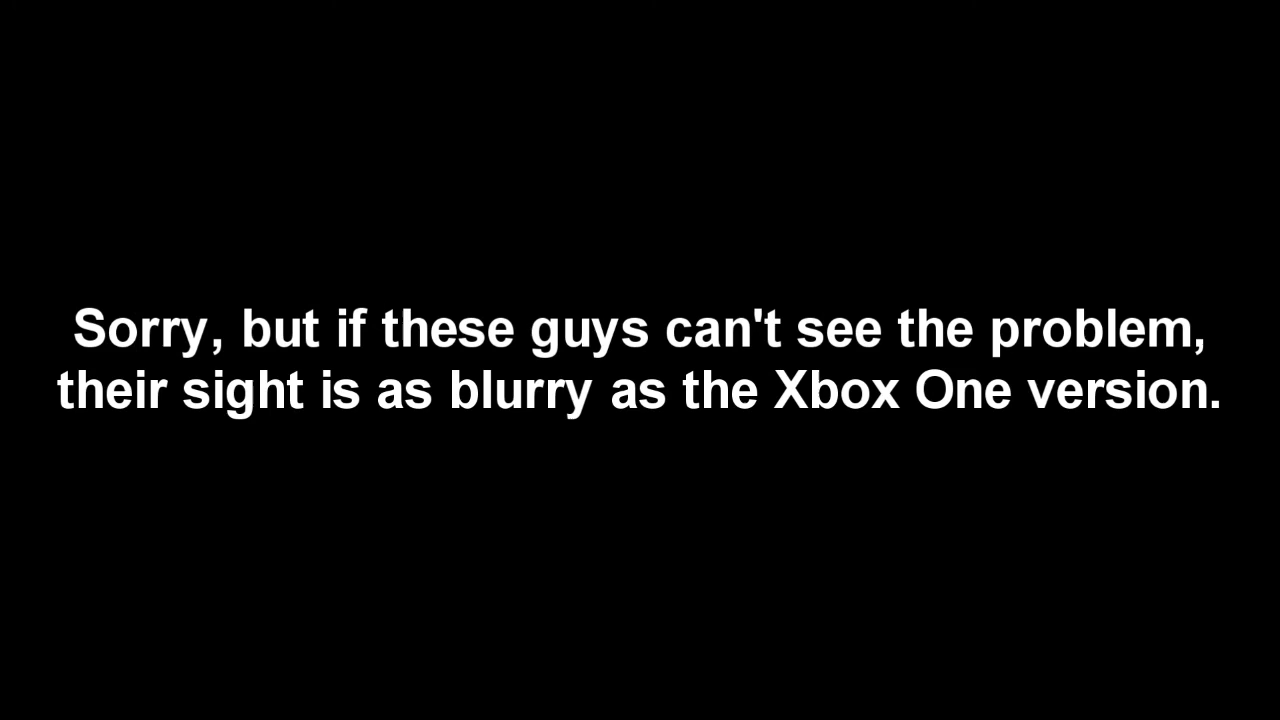 Sorry, but if these guys can't see the problem,
their sight is as blurry as the Xbox One version.